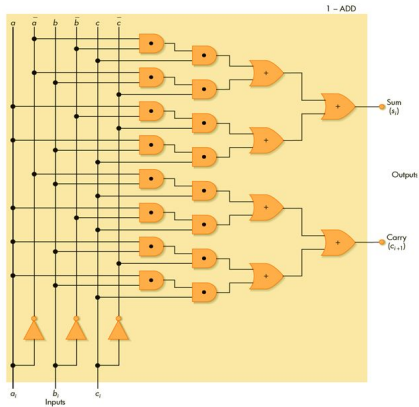 1 – ADD
a a̅ b b̅ c c̅
+
+
Sum
(sᵢ)
+
+
Outputs
+
+
Carry
(cᵢ₊₁)
+
aᵢ bᵢ cᵢ
Inputs